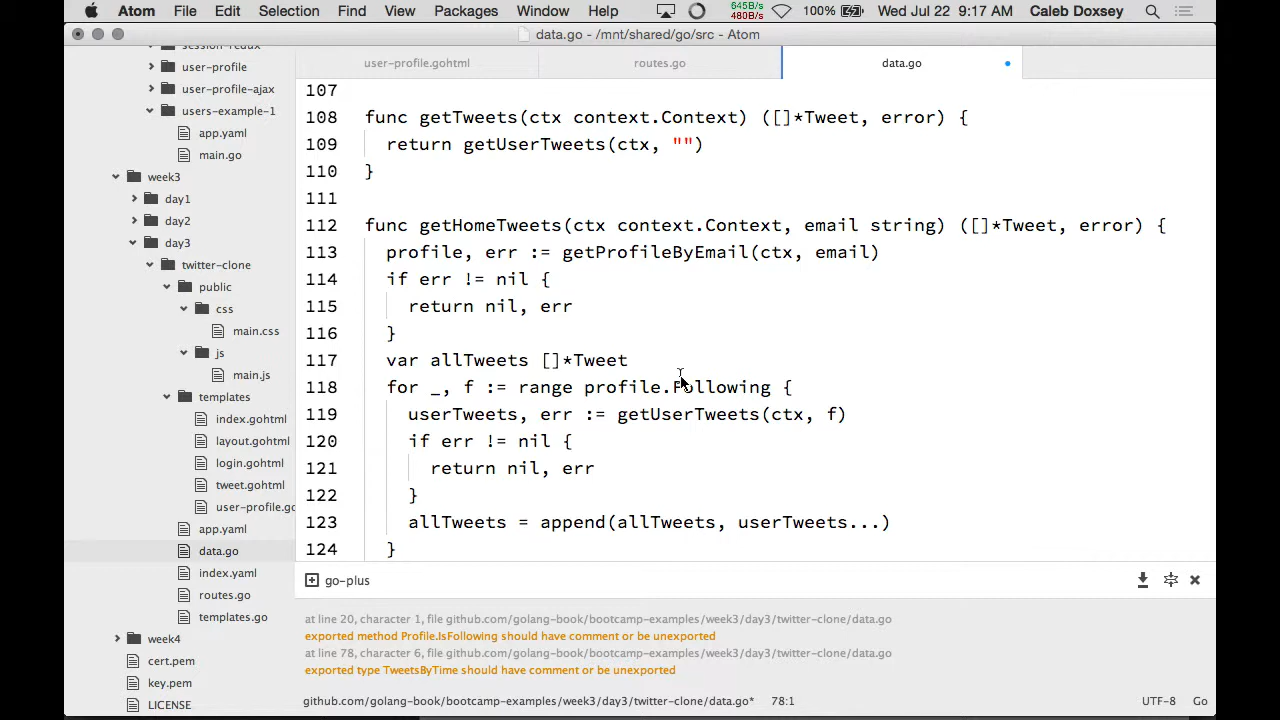 Atom File Edit Selection Find View Packages Window Help 645B/s 480B/s 100% Wed Jul 22 9:17 AM Caleb Doxsey
data.go - /mnt/shared/go/src - Atom
session-redux
user-profile
user-profile-ajax
users-example-1
app.yaml
main.go
week3
day1
day2
day3
twitter-clone
public
css
main.css
js
main.js
templates
index.gohtml
layout.gohtml
login.gohtml
tweet.gohtml
user-profile.go
app.yaml
data.go
index.yaml
routes.go
templates.go
week4
cert.pem
key.pem
LICENSE
user-profile.gohtml routes.go data.go
107
108 func getTweets(ctx context.Context) ([]*Tweet, error) {
109 return getUserTweets(ctx, "")
110 }
111
112 func getHomeTweets(ctx context.Context, email string) ([]*Tweet, error) {
113 profile, err := getProfileByEmail(ctx, email)
114 if err != nil {
115 return nil, err
116 }
117 var allTweets []*Tweet
118 for _, f := range profile.Following {
119 userTweets, err := getUserTweets(ctx, f)
120 if err != nil {
121 return nil, err
122 }
123 allTweets = append(allTweets, userTweets...)
124 }
go-plus
at line 20, character 1, file github.com/golang-book/bootcamp-examples/week3/day3/twitter-clone/data.go
exported method Profile.IsFollowing should have comment or be unexported
at line 78, character 6, file github.com/golang-book/bootcamp-examples/week3/day3/twitter-clone/data.go
exported type TweetsByTime should have comment or be unexported
github.com/golang-book/bootcamp-examples/week3/day3/twitter-clone/data.go* 78:1 UTF-8 Go